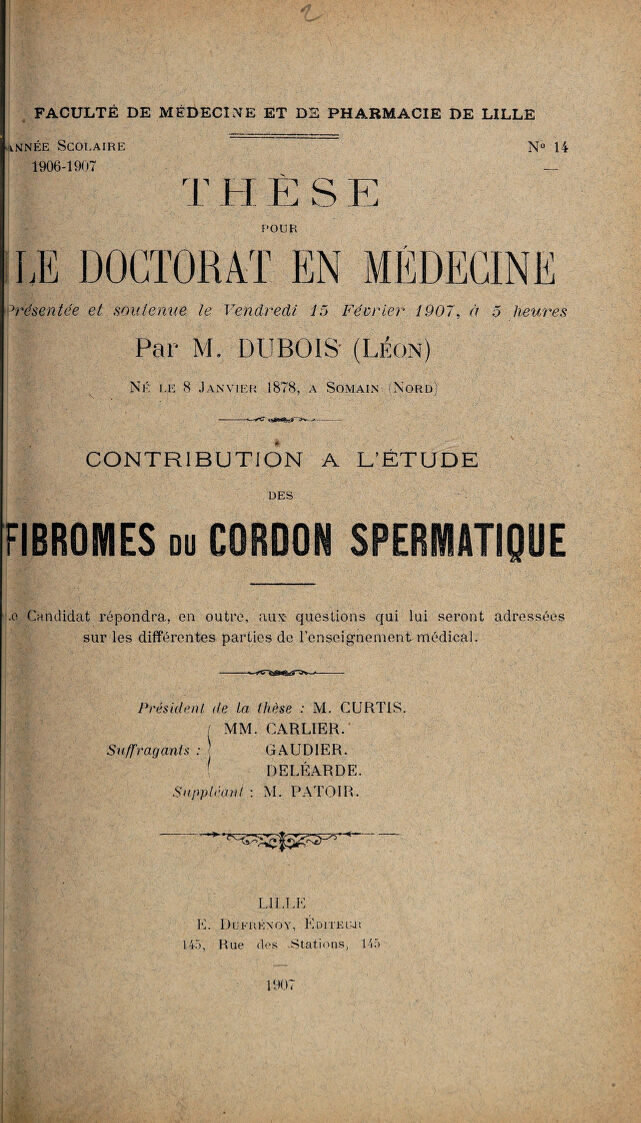 2
FACULTÉ DE MÉDECINE ET DE PHARMACIE DE LILLE
ANNÉE SCOLAIRE N° 14
1906-1907
THÈSE
POUR
LE DOCTORAT EN MÉDECINE
Présentée et soutenue le Vendredi 15 Février 1907, à 5 heures
Par M. DUBOIS (LÉON)
NÉ LE 8 JANVIER 1878, A SOMAIN (NORD)
CONTRIBUTION A L'ÉTUDE
DES
FIBROMES DU CORDON SPERMATIQUE
Le Candidat répondra, en outre, aux questions qui lui seront adressées
sur les différentes parties de l'enseignement médical.
Président de la thèse : M. CURTIS.
MM. CARLIER.
Suffragants : GAUDIER.
DELÉARDE.
Suppléant : M. PATOIR.
LILLE
E. DUFRÉNOY, ÉDITEUR
145, Rue des Stations, 145
1907